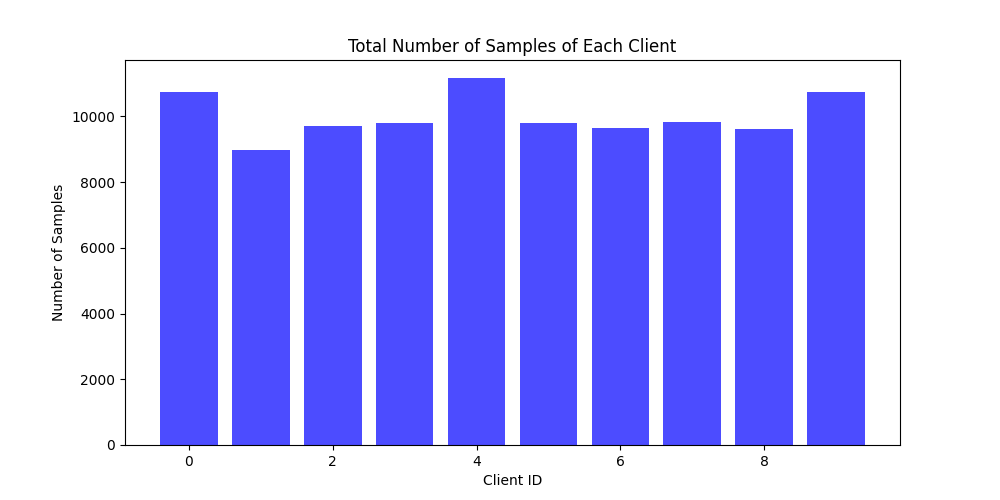 Total Number of Samples of Each Client
10000
8000
6000
4000
2000
0
Number of Samples
0 2 4 6 8
Client ID